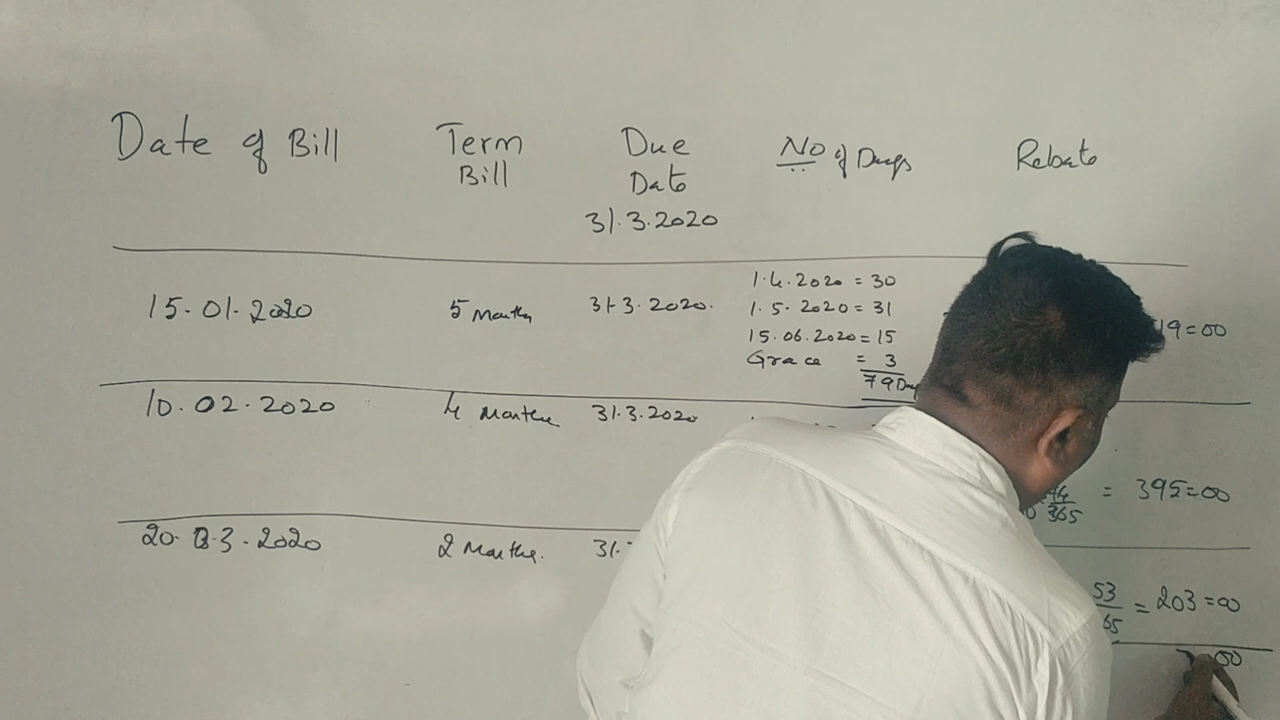 Date of Bill Term Bill Due Date 31.3.2020 No of Days Rebate
15.01.2020 5 Months 31.3.2020. 1.4.2020 = 30
1.5.2020 = 31
15.06.2020 = 15
Grace = 3
79 Days
19=00
10.02.2020 4 Months 31.3.2020
365 = 395=00
20.03.2020 2 Months. 31.
53
65 = 203=00
00